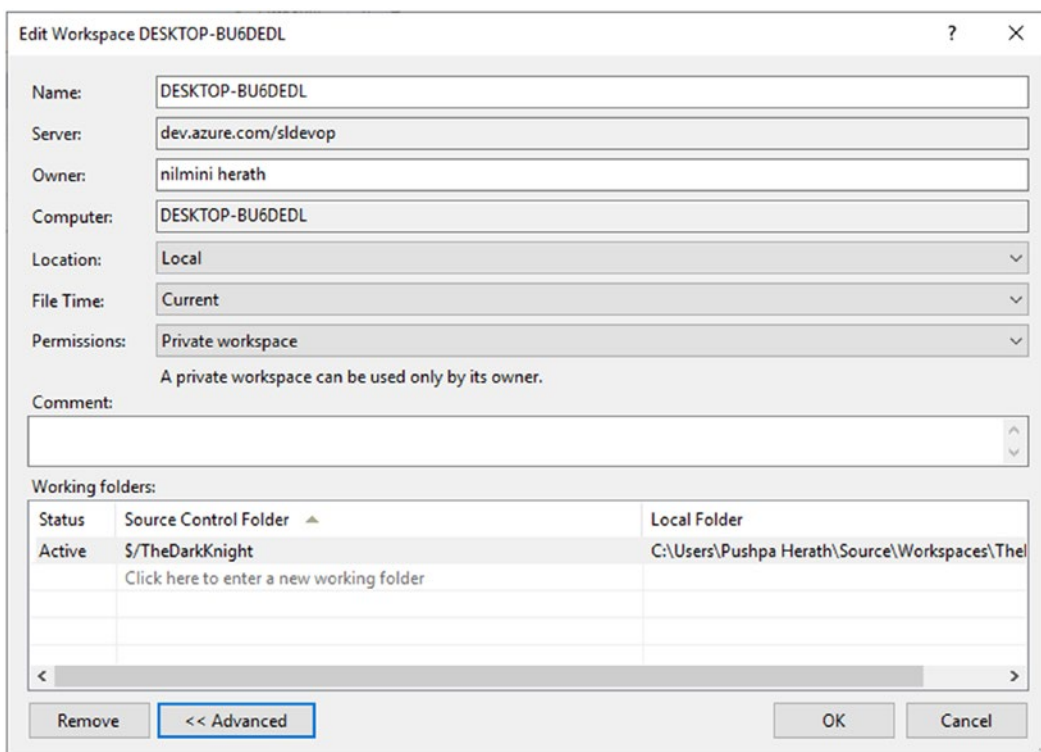 Edit Workspace DESKTOP-BU6DEDL ?
Name: DESKTOP-BU6DEDL
Server: dev.azure.com/sldevop
Owner: nilmini herath
Computer: DESKTOP-BU6DEDL
Location: Local
File Time: Current
Permissions: Private workspace
A private workspace can be used only by its owner.
Comment:
Working folders:
Status Source Control Folder Local Folder
Active $/TheDarkKnight C:\Users\Pushpa Herath\Source\Workspaces\
Click here to enter a new working folder
Remove << Advanced OK Cancel